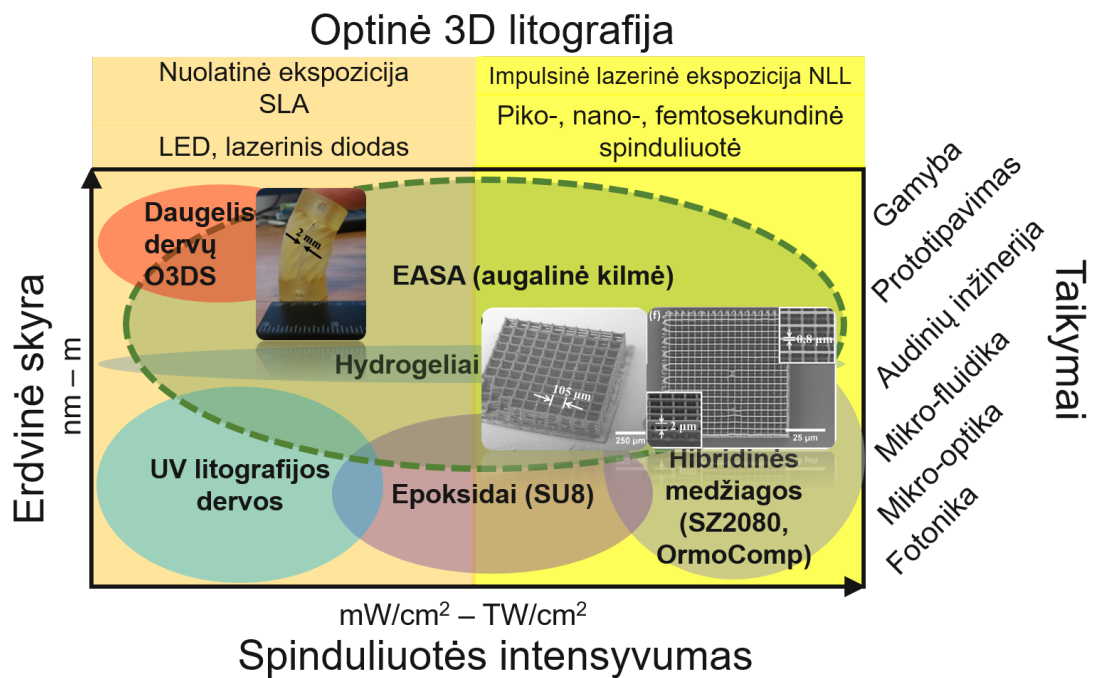 Optinė 3D litografija
Nuolatinė ekspozicija
SLA
LED, lazerinis diodas
Impulsinė lazerinė ekspozicija NLL
Piko-, nano-, femtosekundinė
spinduliuotė
Erdvinė skyra
nm – m
Daugelis
dervų
O3DS
2 mm
EASA (augalinė kilmė)
Hydrogeliai
105 µm
250 µm
(f)
0,8 µm
2 µm
25 µm
UV litografijos
dervos
Epoksidai (SU8)
Hibridinės
medžiagos
(SZ2080,
OrmoComp)
Gamyba
Prototipavimas
Audinių inžinerija
Mikro-fluidika
Mikro-optika
Fotonika
Taikymai
mW/cm² – TW/cm²
Spinduliuotės intensyvumas